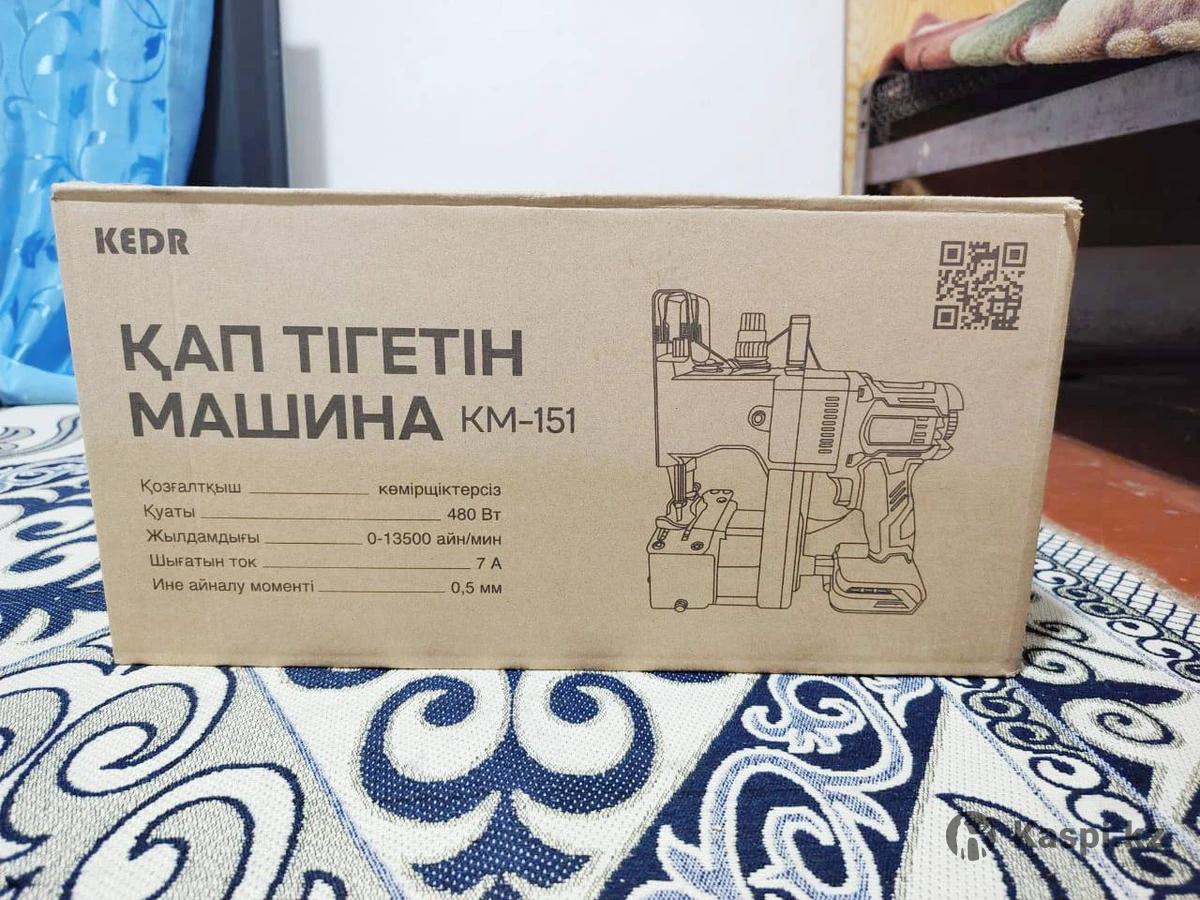 KEDR
ҚАП ТІГЕТІН
МАШИНА КМ-151
Қозғалтқыш көмірщіктерсіз
Қуаты 480 Вт
Жылдамдығы 0-13500 айн/мин
Шығатын ток 7 А
Ине айналу моменті 0,5 мм
Kaspi.kz